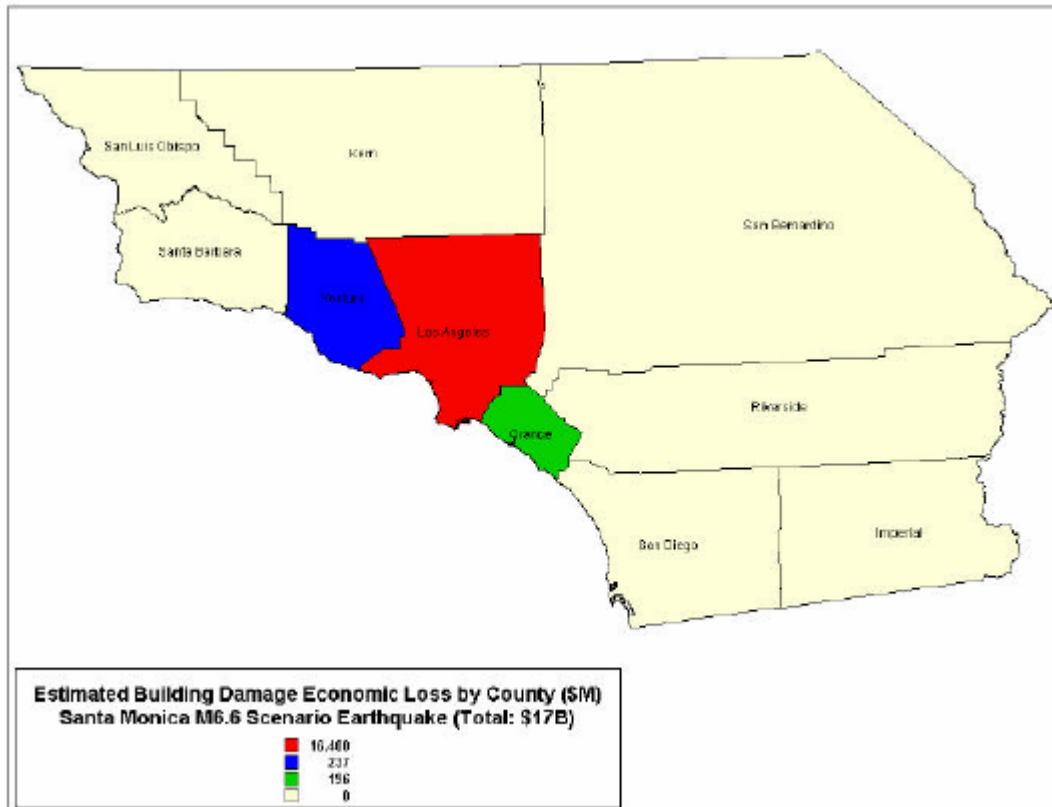 San Luis Obispo
Kern
San Bernardino
Santa Barbara
Ventura
Los Angeles
Riverside
Orange
Imperial
San Diego
Estimated Building Damage Economic Loss by County ($M)
Santa Monica M6.6 Scenario Earthquake (Total: $17B)
16,400
237
196
0